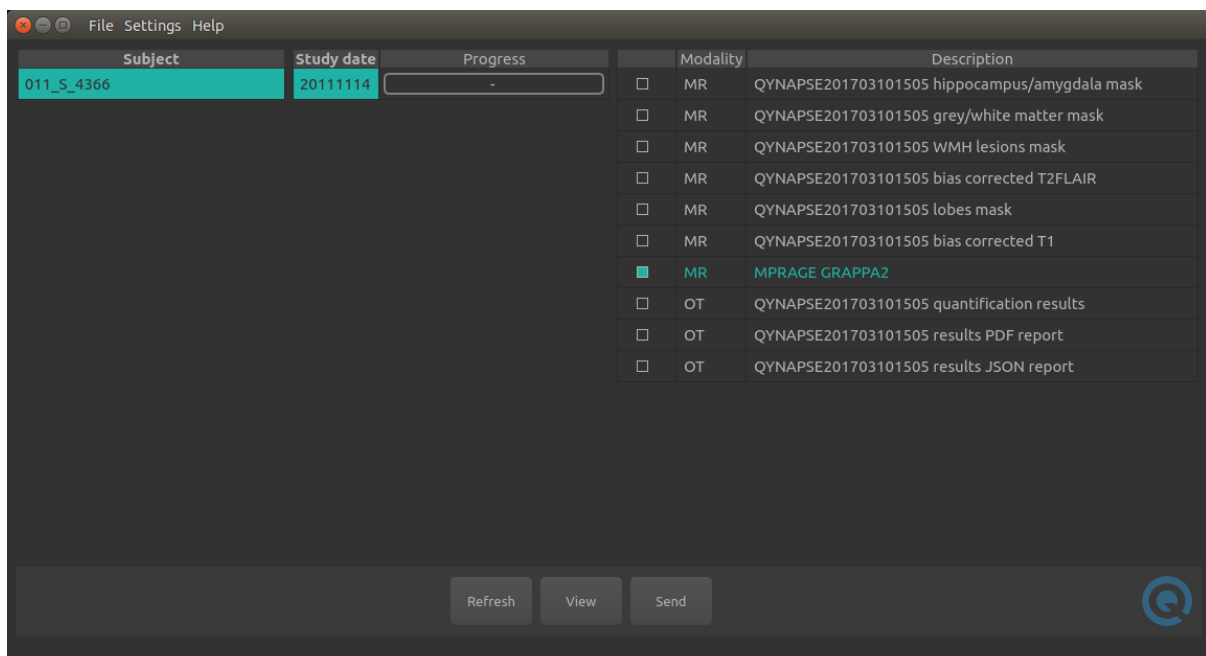 File Settings Help
Subject Study date Progress Modality Description
011_S_4366 20111114 - MR QYNAPSE201703101505 hippocampus/amygdala mask
MR QYNAPSE201703101505 grey/white matter mask
MR QYNAPSE201703101505 WMH lesions mask
MR QYNAPSE201703101505 bias corrected T2FLAIR
MR QYNAPSE201703101505 lobes mask
MR QYNAPSE201703101505 bias corrected T1
MR MPRAGE GRAPPA2
OT QYNAPSE201703101505 quantification results
OT QYNAPSE201703101505 results PDF report
OT QYNAPSE201703101505 results JSON report
Refresh View Send